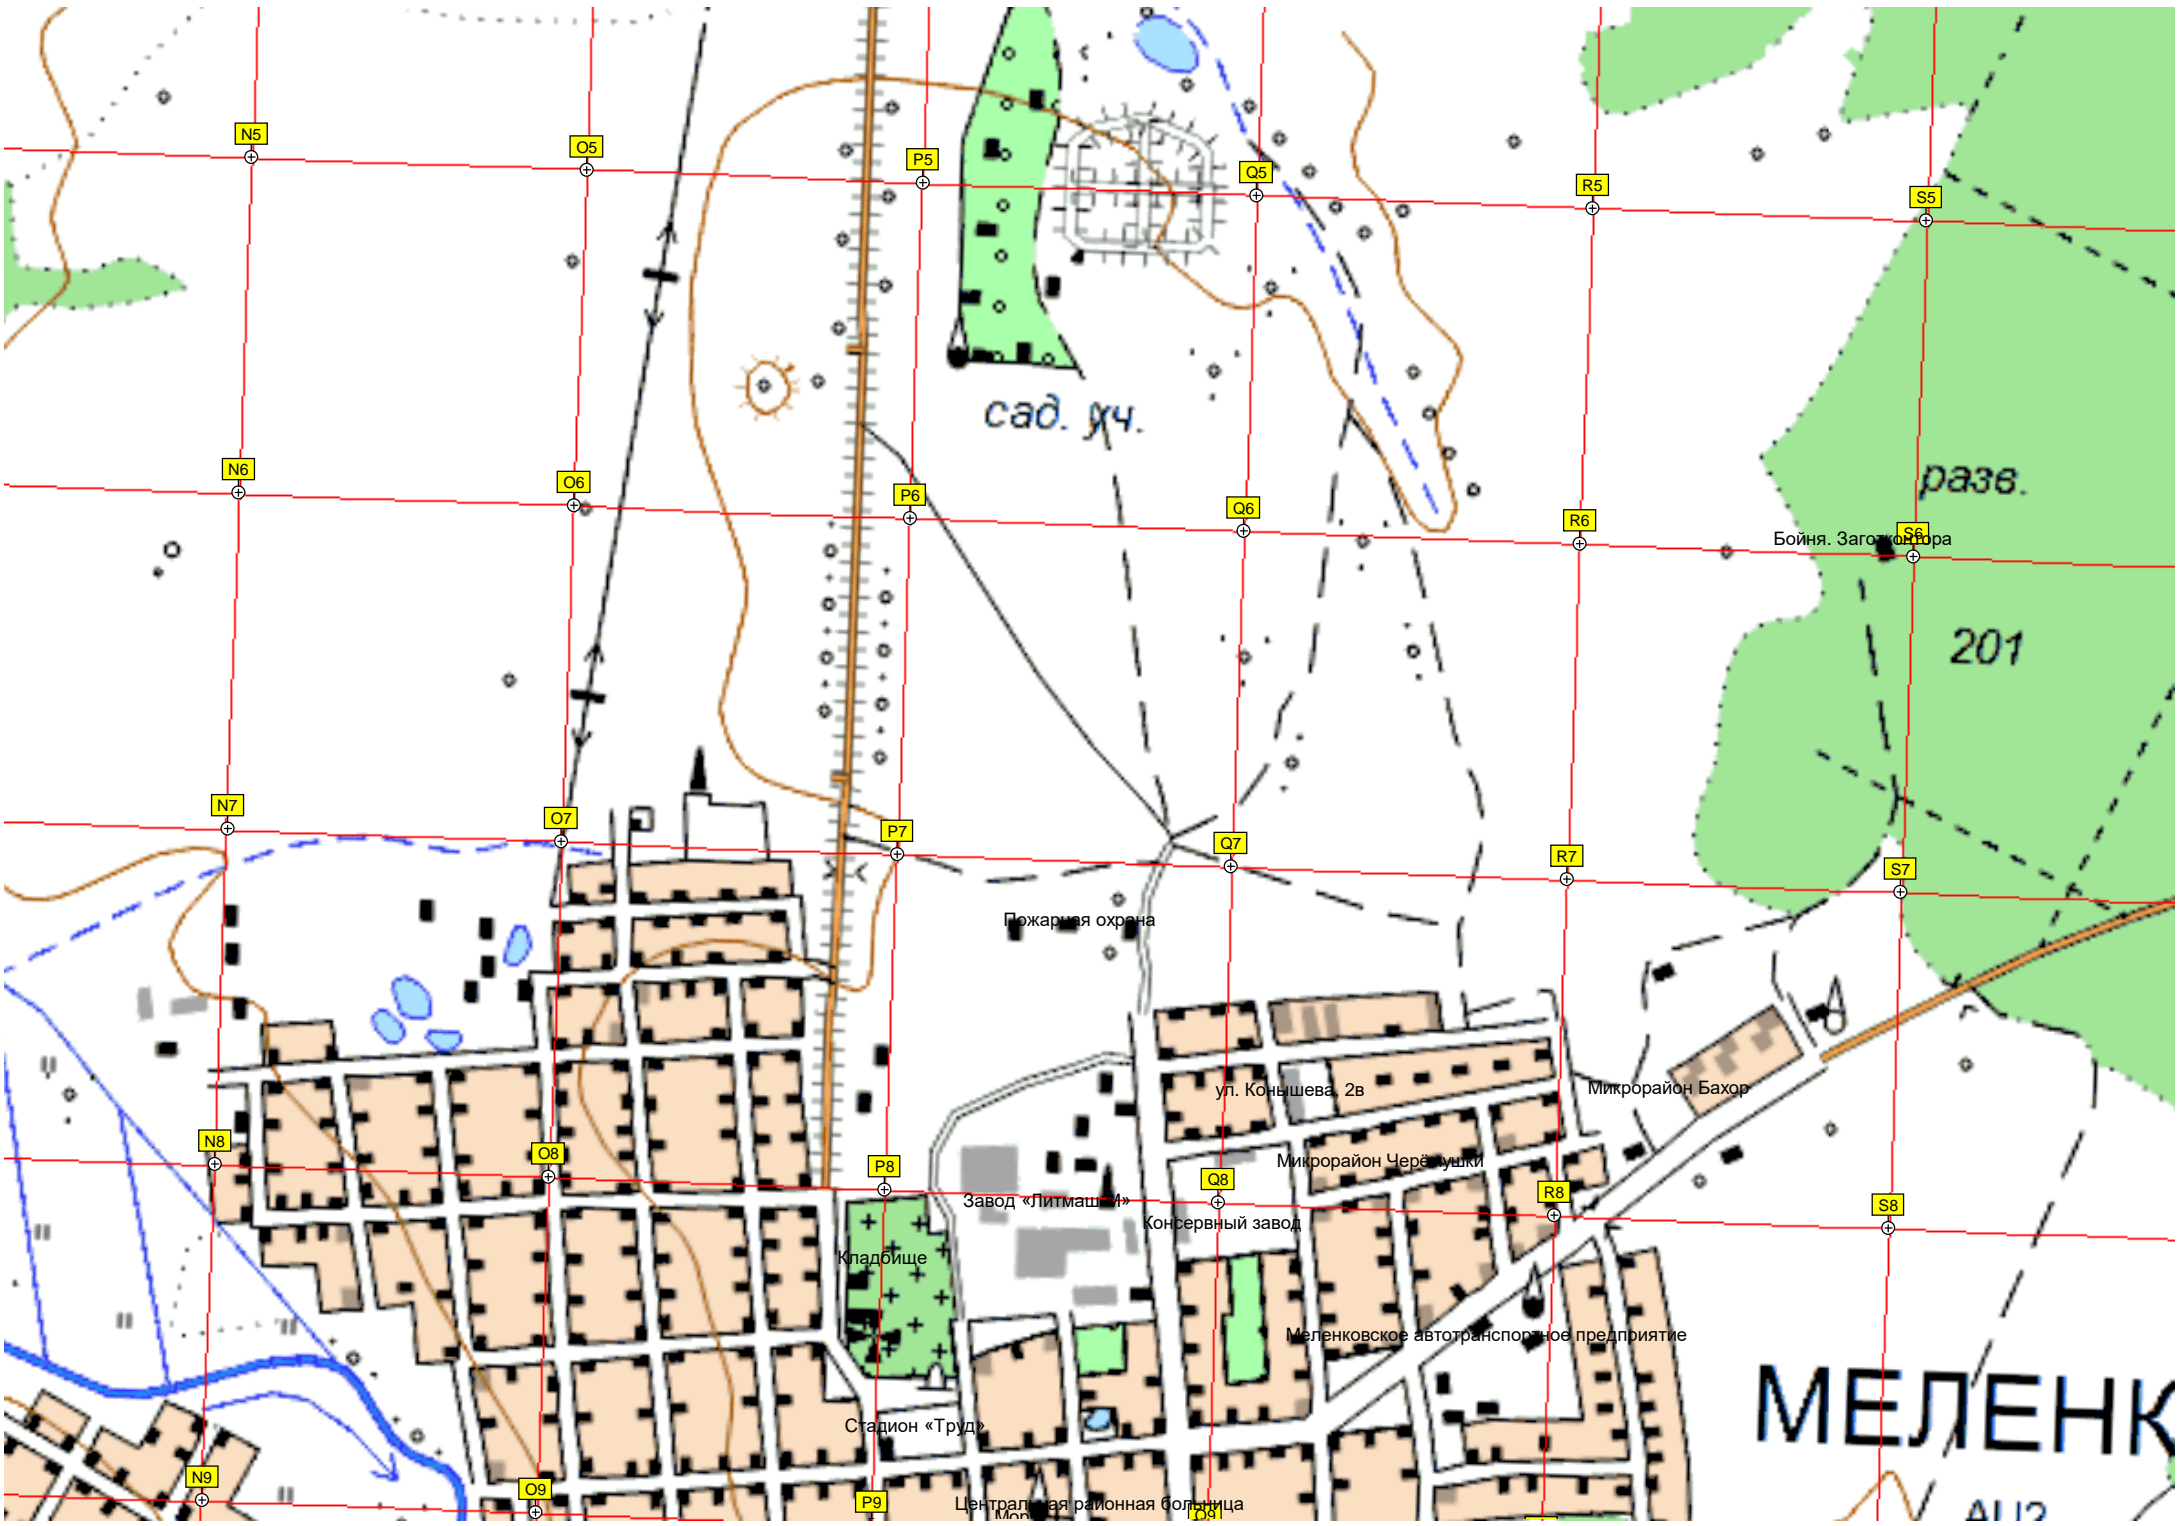 N5
O5
P5
Q5
R5
S5
сад. уч.
N6
O6
P6
Q6
R6
S6
разв.
Бойня. Заготконтора
201
N7
O7
P7
Q7
R7
S7
Пожарная охрана
ул. Конышева, 2в
Микрорайон Бахор
N8
O8
P8
Q8
R8
S8
Микрорайон Черёмушки
Завод «Литмаш-М»
Консервный завод
Кладбище
Меленковское автотранспортное предприятие
МЕЛЕНК
Стадион «Труд»
N9
O9
P9
Q9
Центральная районная больница